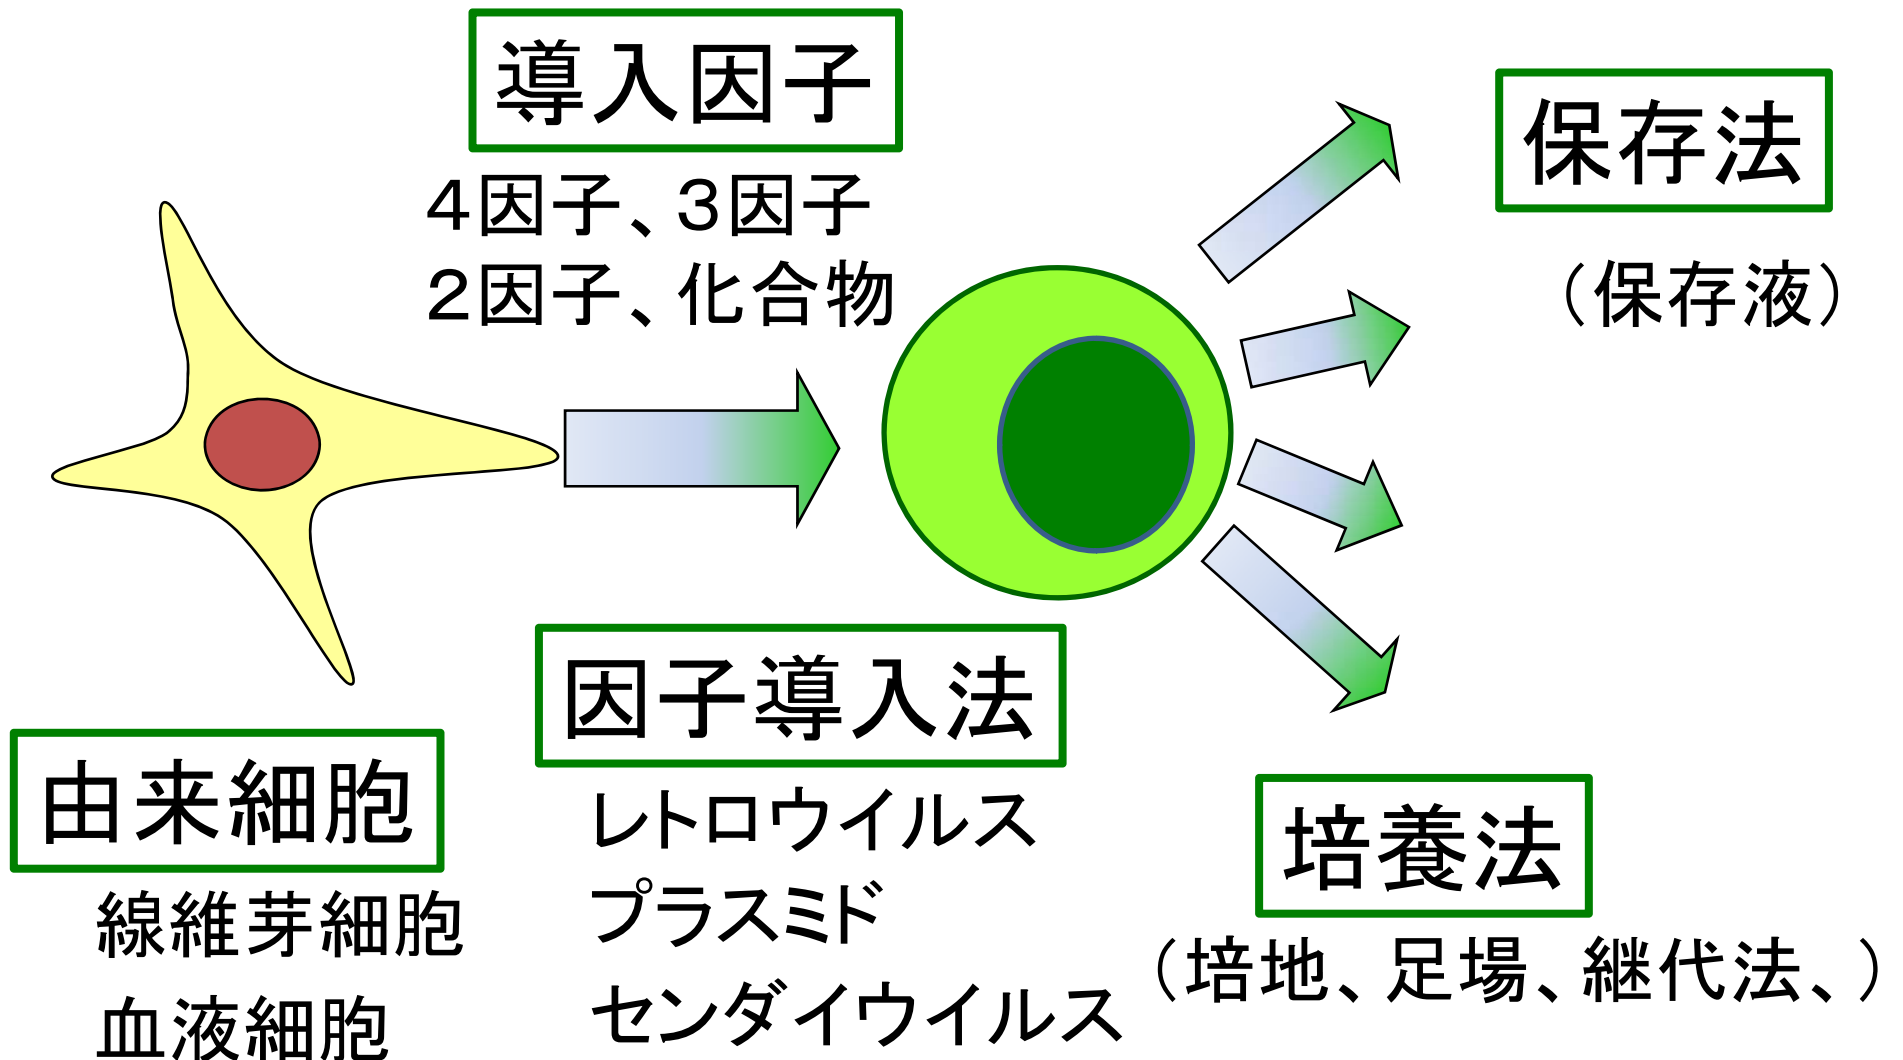 導入因子
４因子、３因子
２因子、化合物
保存法
（保存液）
由来細胞
線維芽細胞
血液細胞
因子導入法
レトロウイルス
プラスミド
センダイウイルス
培養法
（培地、足場、継代法、）